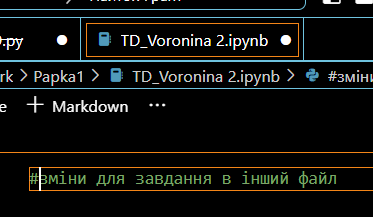 .py
TD_Voronina 2.ipynb
rk > Papka1 > TD_Voronina 2.ipynb > #зміни
e + Markdown ...
#зміни для завдання в інший файл